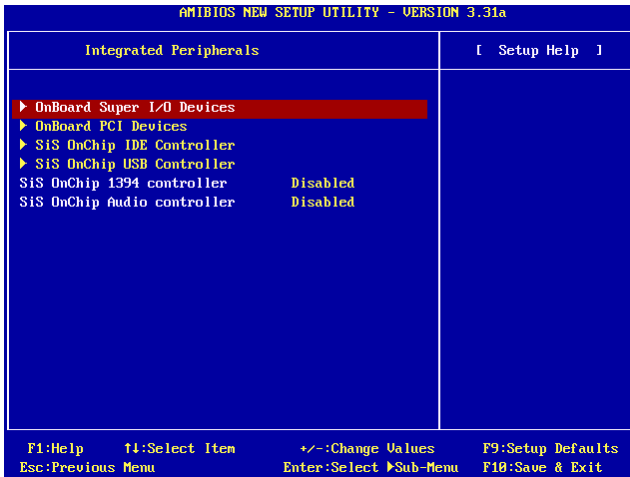 AMIBIOS NEW SETUP UTILITY - VERSION 3.31a
Integrated Peripherals
[ Setup Help ]
▶ OnBoard Super I/O Devices
▶ OnBoard PCI Devices
▶ SiS OnChip IDE Controller
▶ SiS OnChip USB Controller
SiS OnChip 1394 controller Disabled
SiS OnChip Audio controller Disabled
F1:Help ↑↓:Select Item +/-:Change Values F9:Setup Defaults
Esc:Previous Menu Enter:Select ▶Sub-Menu F10:Save & Exit